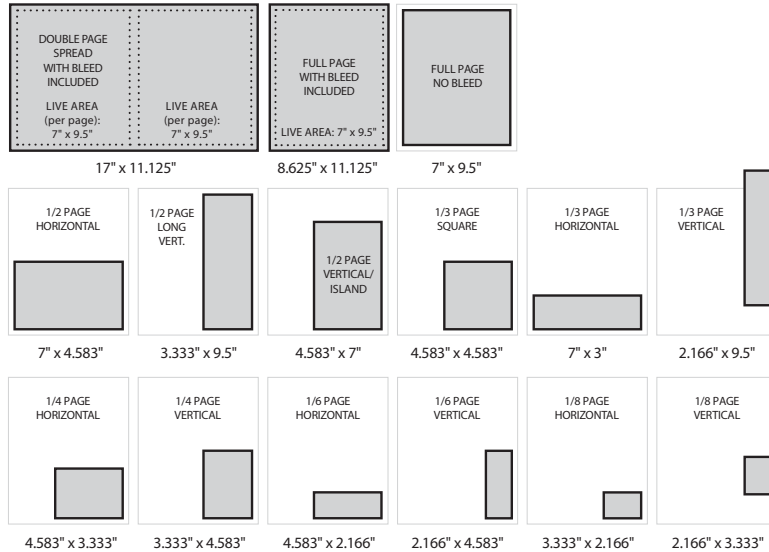 DOUBLE PAGE
SPREAD
WITH BLEED
INCLUDED
LIVE AREA
(per page):
7" x 9.5"
LIVE AREA
(per page):
7" x 9.5"
17" x 11.125"
FULL PAGE
WITH BLEED
INCLUDED
LIVE AREA: 7" x 9.5"
8.625" x 11.125"
FULL PAGE
NO BLEED
7" x 9.5"
1/2 PAGE
HORIZONTAL
7" x 4.583"
1/2 PAGE
LONG
VERT.
3.333" x 9.5"
1/2 PAGE
VERTICAL/
ISLAND
4.583" x 7"
1/3 PAGE
SQUARE
4.583" x 4.583"
1/3 PAGE
HORIZONTAL
7" x 3"
1/3 PAGE
VERTICAL
2.166" x 9.5"
1/4 PAGE
HORIZONTAL
4.583" x 3.333"
1/4 PAGE
VERTICAL
3.333" x 4.583"
1/6 PAGE
HORIZONTAL
4.583" x 2.166"
1/6 PAGE
VERTICAL
2.166" x 4.583"
1/8 PAGE
HORIZONTAL
3.333" x 2.166"
1/8 PAGE
VERTICAL
2.166" x 3.333"